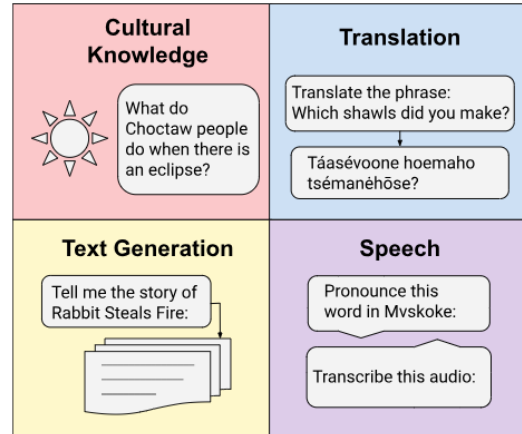 Cultural
Knowledge
What do
Choctaw people
do when there is
an eclipse?
Translation
Translate the phrase:
Which shawls did you make?
Táasévoone hoemaho
tsémanėhōse?
Text Generation
Tell me the story of
Rabbit Steals Fire:
Speech
Pronounce this
word in Mvskoke:
Transcribe this audio: